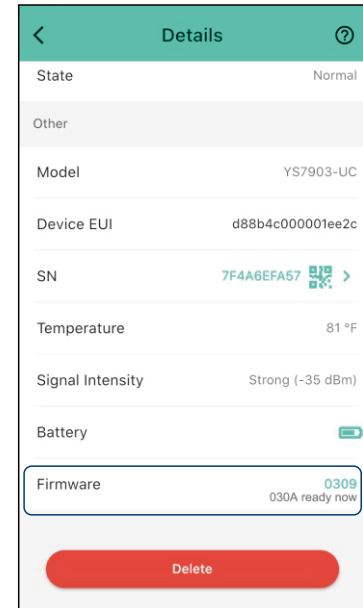 Details
State Normal
Other
Model YS7903-UC
Device EUI d88b4c000001ee2c
SN 7F4A6EFA57
Temperature 81 °F
Signal Intensity Strong (-35 dBm)
Battery
Firmware 0309
030A ready now
Delete